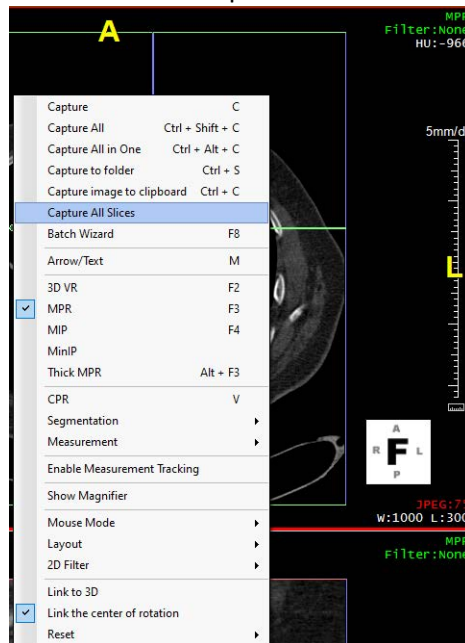 A
MPR
Filter:None
HU:-966
Capture C
Capture All Ctrl + Shift + C
Capture All in One Ctrl + Alt + C
Capture to folder Ctrl + S
Capture image to clipboard Ctrl + C
Capture All Slices
Batch Wizard F8
Arrow/Text M
3D VR F2
MPR F3
MIP F4
MinIP
Thick MPR Alt + F3
CPR V
Segmentation
Measurement
Enable Measurement Tracking
Show Magnifier
Mouse Mode
Layout
2D Filter
Link to 3D
Link the center of rotation
Reset
5mm/d
L
A
R F L
P
JPEG:7
W:1000 L:300
MPR
Filter:None